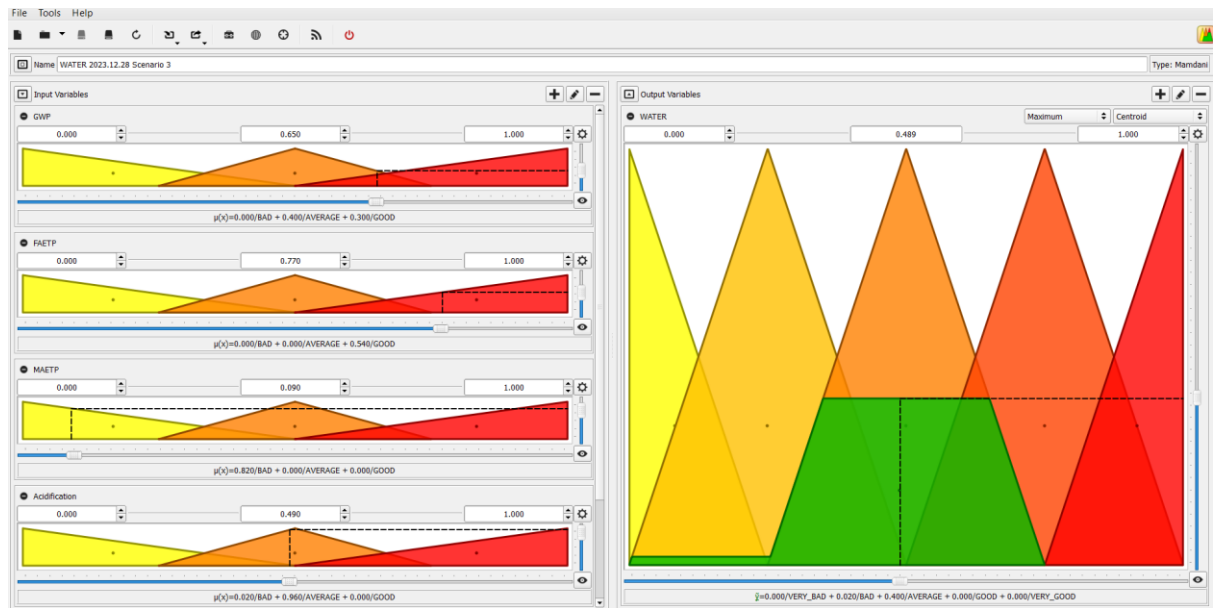 File Tools Help
Name WATER 2023.12.28 Scenario 3 Type: Mamdani
Input Variables
GWP
0.000 0.650 1.000
μ(x)=0.000/BAD + 0.400/AVERAGE + 0.300/GOOD
FAETP
0.000 0.770 1.000
μ(x)=0.000/BAD + 0.000/AVERAGE + 0.540/GOOD
MAETP
0.000 0.090 1.000
μ(x)=0.820/BAD + 0.000/AVERAGE + 0.000/GOOD
Acidification
0.000 0.490 1.000
μ(x)=0.020/BAD + 0.960/AVERAGE + 0.000/GOOD
Output Variables
WATER Maximum Centroid
0.000 0.489 1.000
=0.000/VERY_BAD + 0.020/BAD + 0.400/AVERAGE + 0.000/GOOD + 0.000/VERY_GOOD